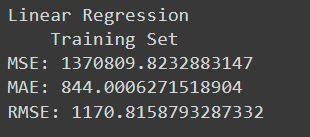 Linear Regression
Training Set
MSE: 1370809.8232883147
MAE: 844.0006271518904
RMSE: 1170.8158793287332